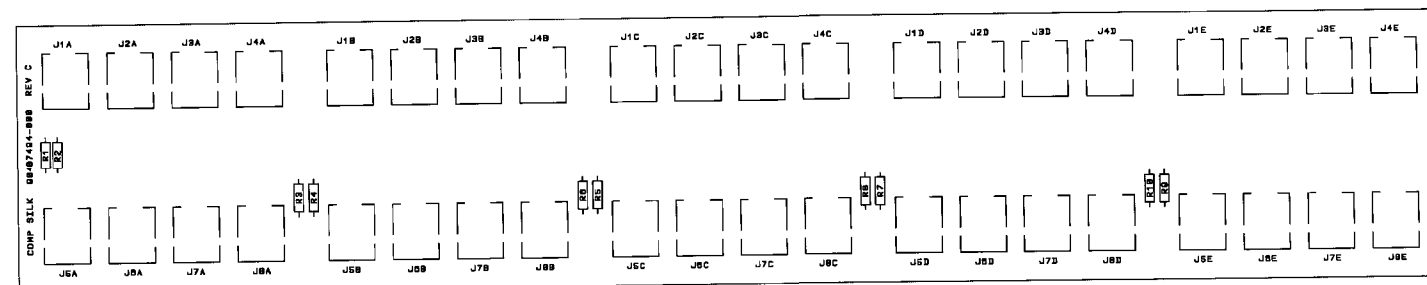 J1A J2A J3A J4A J1B J2B J3B J4B J1C J2C J3C J4C J1D J2D J3D J4D J1E J2E J3E J4E
COMP SILK 90407494-000 REV C
R1 R2
R3 R4 R6 R5 R8 R7 R10 R9
J5A J6A J7A J8A J5B J6B J7B J8B J5C J6C J7C J8C J5D J6D J7D J8D J5E J6E J7E J8E